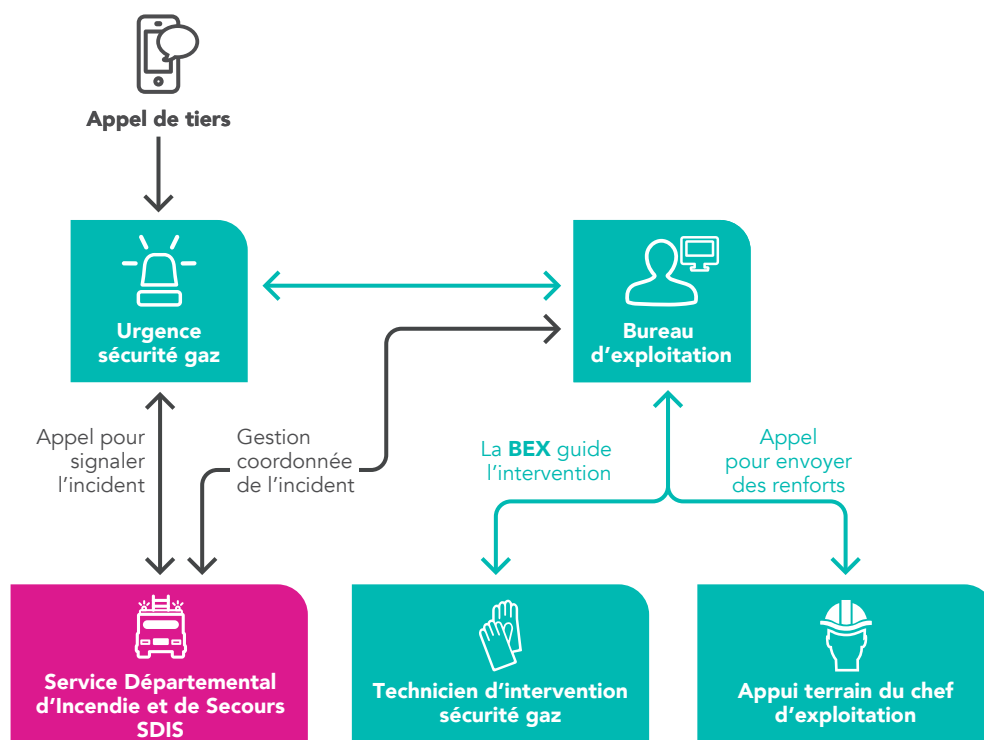 Appel de tiers
Urgence
sécurité gaz
Bureau
d'exploitation
Appel pour
signaler
l'incident
Gestion
coordonnée
de l'incident
La BEX guide
l'intervention
Appel
pour envoyer
des renforts
Service Départemental
d'Incendie et de Secours
SDIS
Technicien d'intervention
sécurité gaz
Appui terrain du chef
d'exploitation